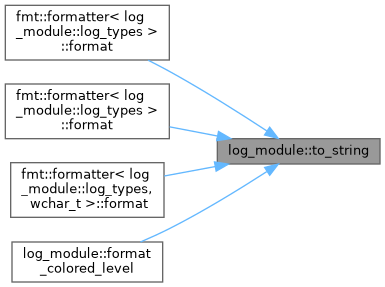 fmt::formatter< log
_module::log_types >
::format
fmt::formatter< log
_module::log_types >
::format
log_module::to_string
fmt::formatter< log
_module::log_types,
wchar_t >::format
log_module::format
_colored_level